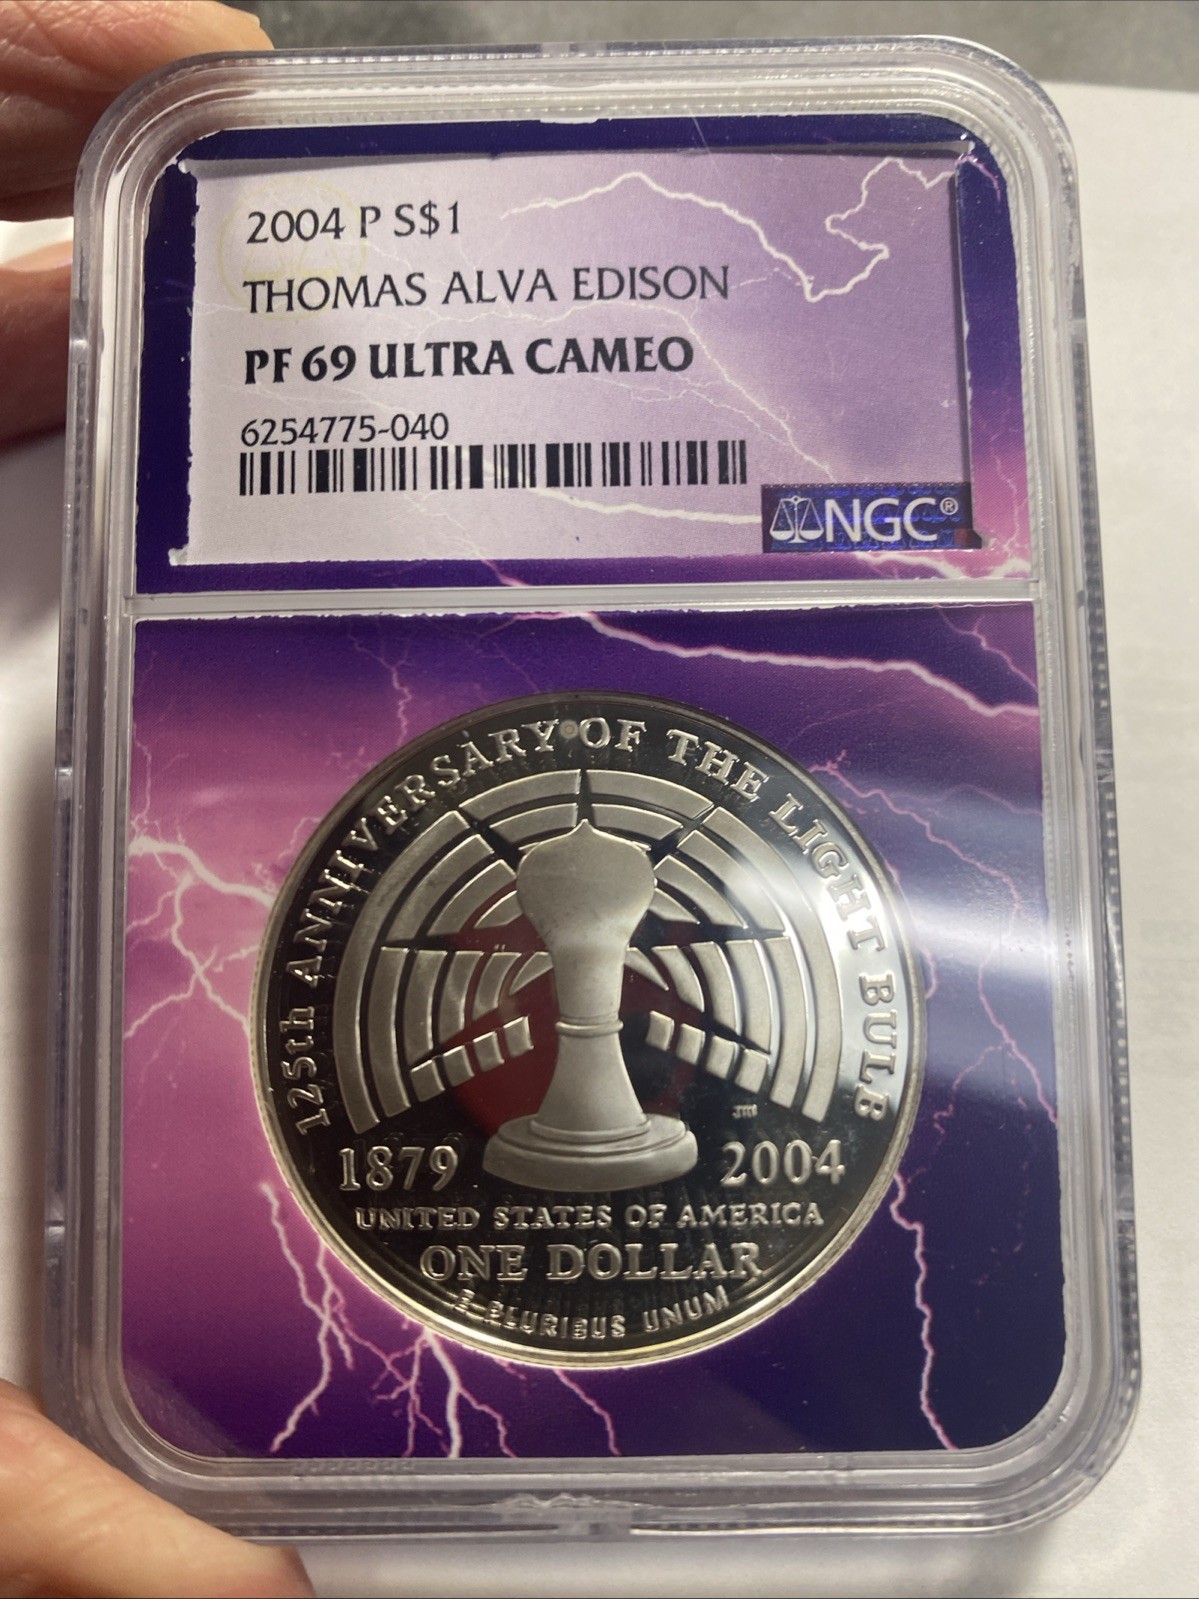 2004 P S$1
THOMAS ALVA EDISON
PF 69 ULTRA CAMEO
6254775-040
NGC®
125th ANNIVERSARY OF THE LIGHT BULB
1879 2004
UNITED STATES OF AMERICA
ONE DOLLAR
E PLURIBUS UNUM